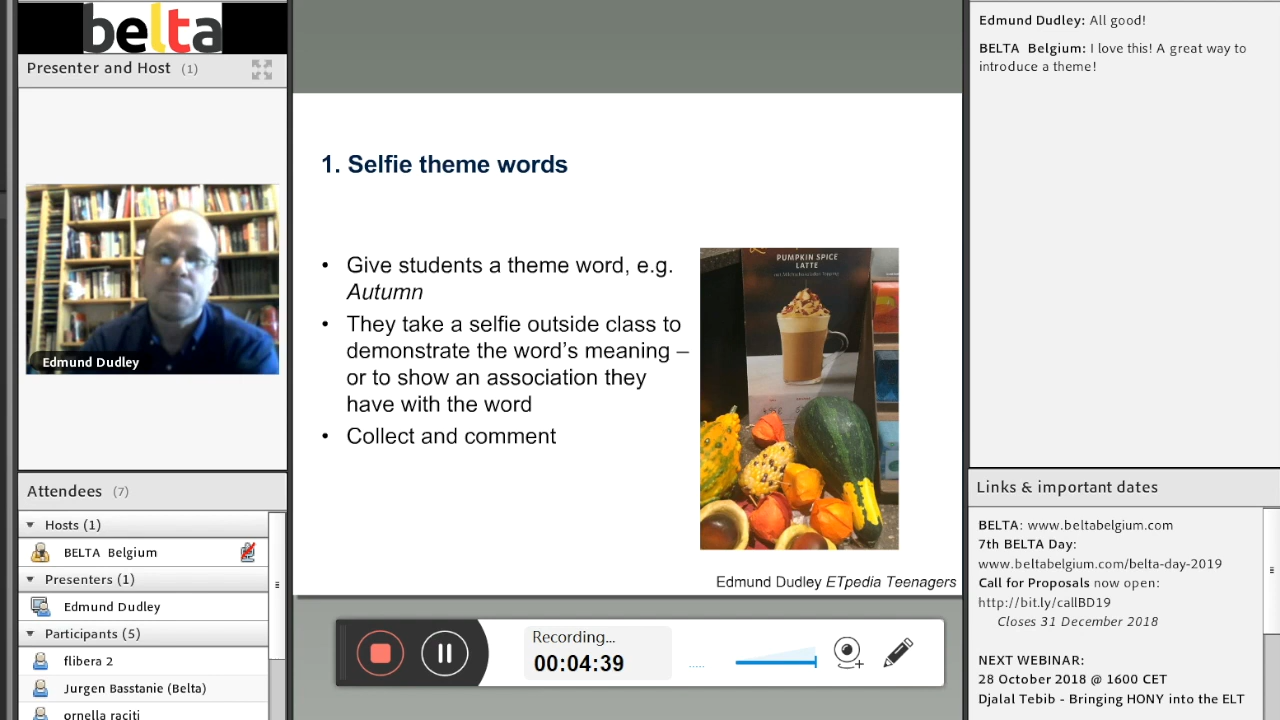 belta
Presenter and Host (1)
Edmund Dudley
Attendees (7)
Hosts (1)
BELTA Belgium
Presenters (1)
Edmund Dudley
Participants (5)
flibera 2
Jurgen Basstanie (Belta)
ornella raciti
1. Selfie theme words
• Give students a theme word, e.g.
Autumn
• They take a selfie outside class to
demonstrate the word's meaning –
or to show an association they
have with the word
• Collect and comment
PUMPKIN SPICE
LATTE
Edmund Dudley ETpedia Teenagers
Recording...
00:04:39
Edmund Dudley: All good!
BELTA Belgium: I love this! A great way to
introduce a theme!
Links & important dates
BELTA: www.beltabelgium.com
7th BELTA Day:
www.beltabelgium.com/belta-day-2019
Call for Proposals now open:
http://bit.ly/callBD19
Closes 31 December 2018
NEXT WEBINAR:
28 October 2018 @ 1600 CET
Djalal Tebib - Bringing HONY into the ELT